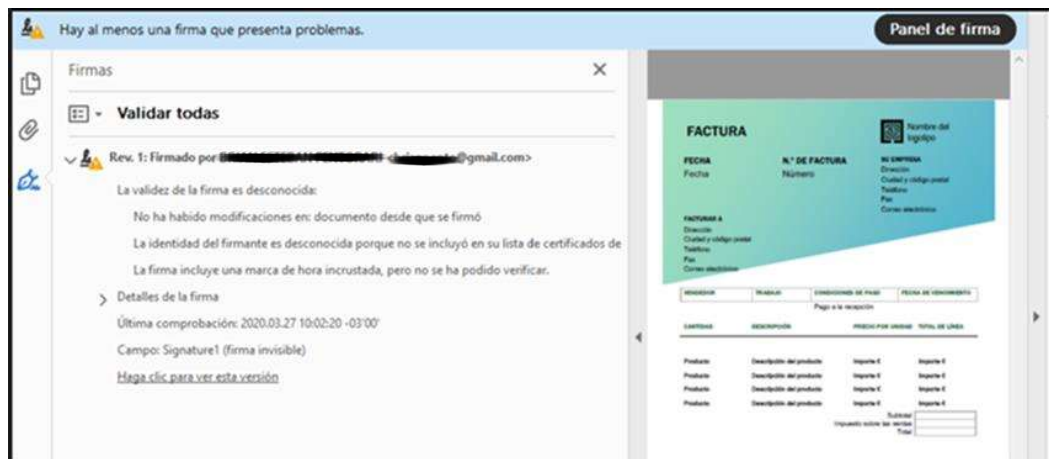 Hay al menos una firma que presenta problemas.
Panel de firma
Firmas
Validar todas
Rev. 1: Firmado por @gmail.com>
La validez de la firma es desconocida:
No ha habido modificaciones en: documento desde que se firmó
La identidad del firmante es desconocida porque no se incluyó en su lista de certificados de
La firma incluye una marca de hora incrustada, pero no se ha podido verificar.
Detalles de la firma
Última comprobación: 2020.03.27 10:02:20 -03'00'
Campo: Signature1 (firma invisible)
Haga clic para ver esta versión
FACTURA
Nombre del
logotipo
FECHA
Fecha
N.º DE FACTURA
Número
SU EMPRESA
Dirección
Ciudad y código postal
Teléfono
Fax
Correo electrónico
FACTURAR A
Dirección
Ciudad y código postal
Teléfono
Fax
Correo electrónico
VENDEDOR TRABAJO CONDICIONES DE PAGO FECHA DE VENCIMIENTO
Pago a la recepción
CANTIDAD DESCRIPCIÓN PRECIO POR UNIDAD TOTAL DE LÍNEA
Producto Descripción del producto Importe € Importe €
Producto Descripción del producto Importe € Importe €
Producto Descripción del producto Importe € Importe €
Producto Descripción del producto Importe € Importe €
Subtotal
Impuesto sobre las ventas
Total